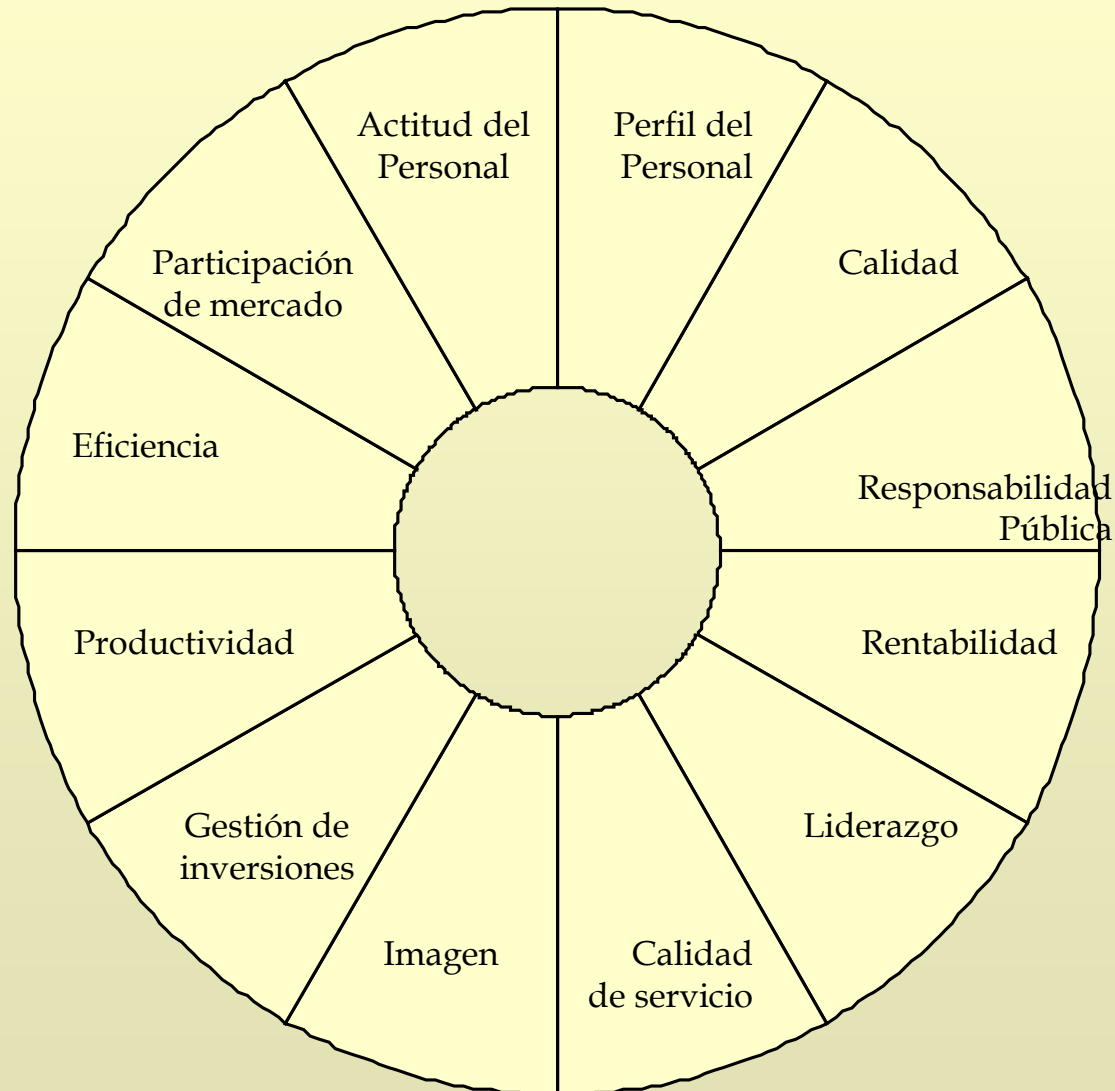 Actitud del
Personal
Perfil del
Personal
Calidad
Responsabilidad
Pública
Rentabilidad
Liderazgo
Calidad
de servicio
Imagen
Gestión de
inversiones
Productividad
Eficiencia
Participación
de mercado